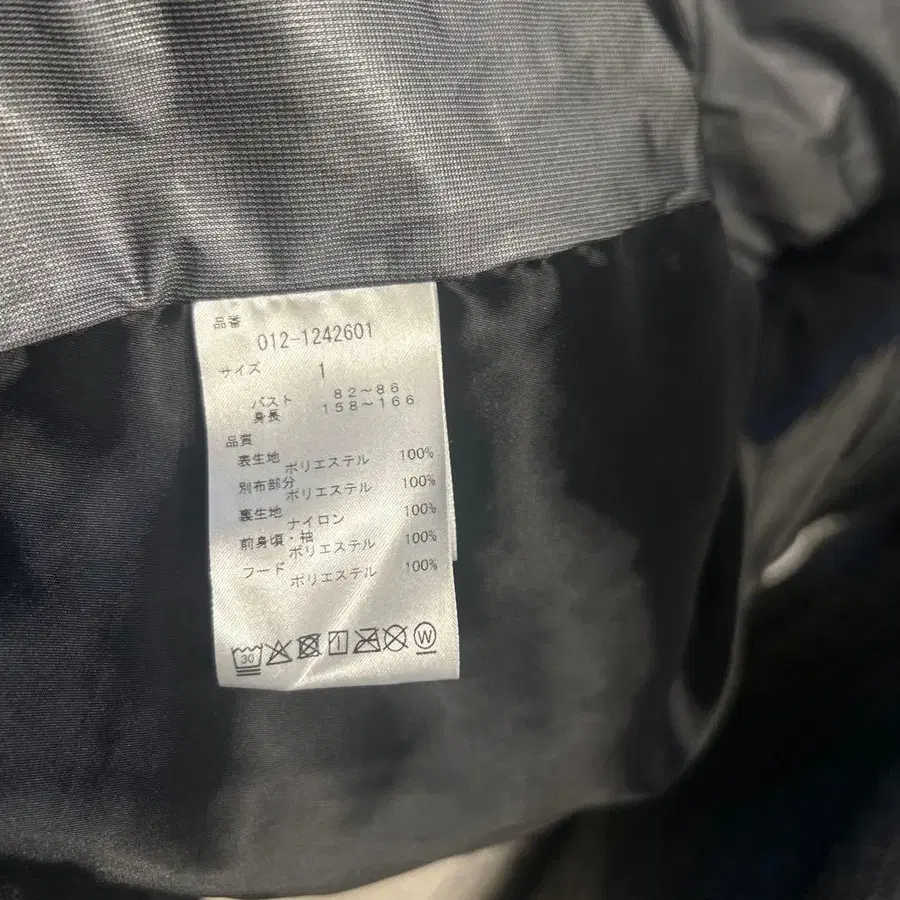 品番
012-1242601
サイズ 1
バスト 82～86
身長 158～166
品質
表生地
ポリエステル 100%
別布部分
ポリエステル 100%
裏生地
ナイロン 100%
前身頃・袖
ポリエステル 100%
フード
ポリエステル 100%
30 W